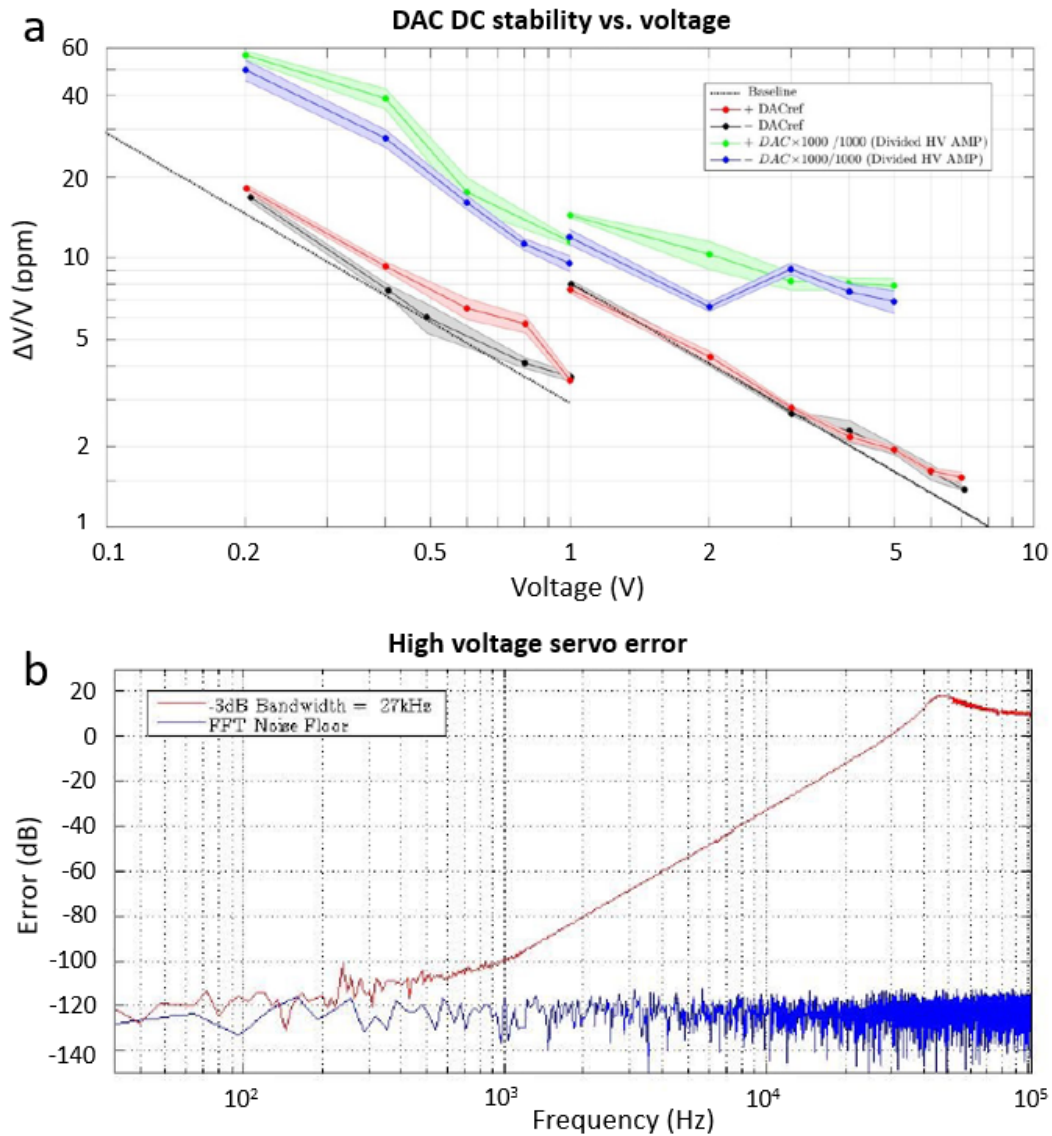 a
DAC DC stability vs. voltage
60
40
20
10
5
2
1
ΔV/V (ppm)
Baseline
+ DACref
− DACref
+ DAC×1000 /1000 (Divided HV AMP)
− DAC×1000/1000 (Divided HV AMP)
0.1 0.2 0.5 1 2 5 10
Voltage (V)
b
High voltage servo error
20
0
-20
-40
-60
-80
-100
-120
-140
Error (dB)
-3dB Bandwidth = 27kHz
FFT Noise Floor
10² 10³ 10⁴ 10⁵
Frequency (Hz)